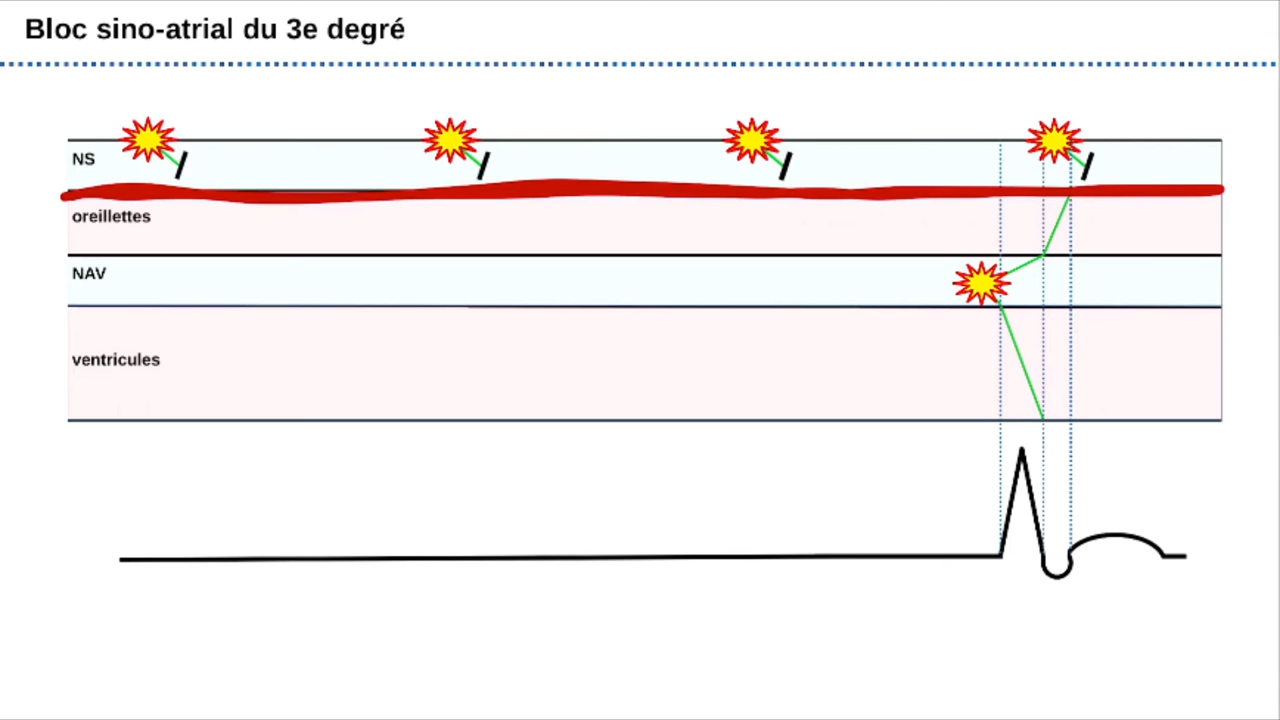 Bloc sino-atrial du 3e degré
NS
oreillettes
NAV
ventricules